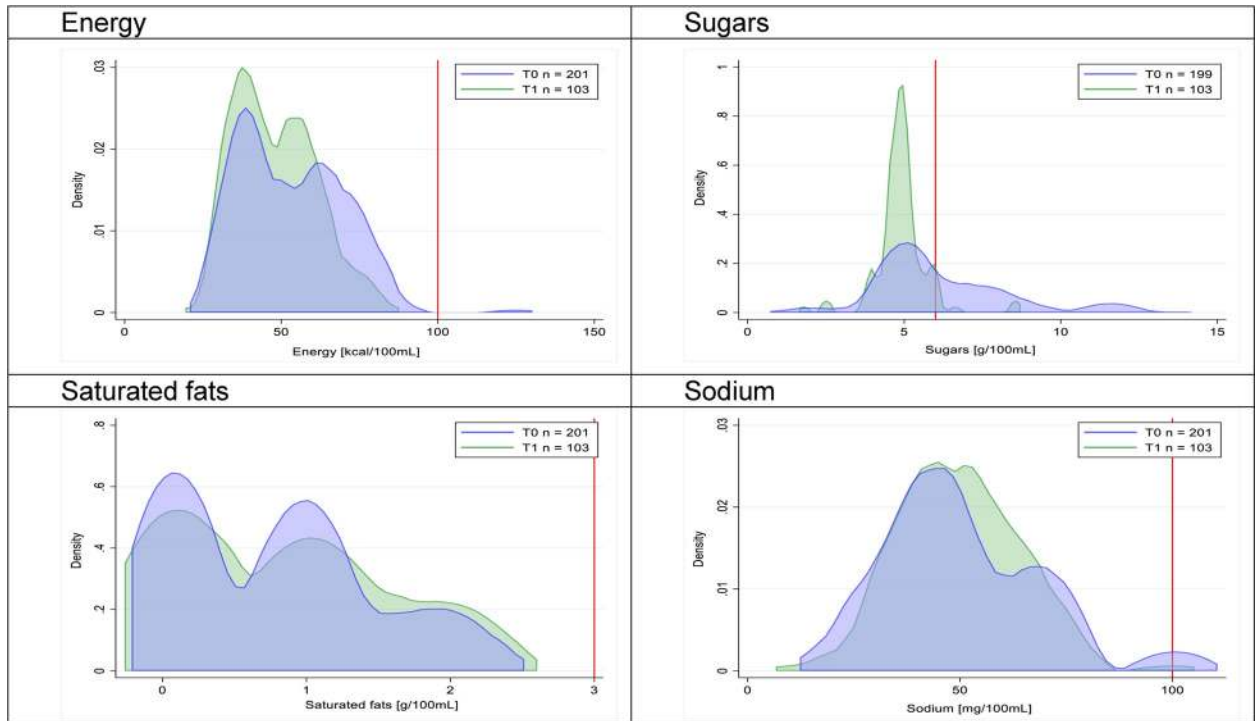 Energy
Sugars
.03
.02
.01
0
Density
0
50
100
150
Energy [kcal/100mL]
T0 n = 201
T1 n = 103
1
.8
.6
.4
.2
0
Density
0
5
10
15
Sugars [g/100mL]
T0 n = 199
T1 n = 103
Saturated fats
Sodium
.8
.6
.4
.2
0
Density
0
1
2
3
Saturated fats [g/100mL]
T0 n = 201
T1 n = 103
.03
.02
.01
0
Density
0
50
100
Sodium [mg/100mL]
T0 n = 201
T1 n = 103